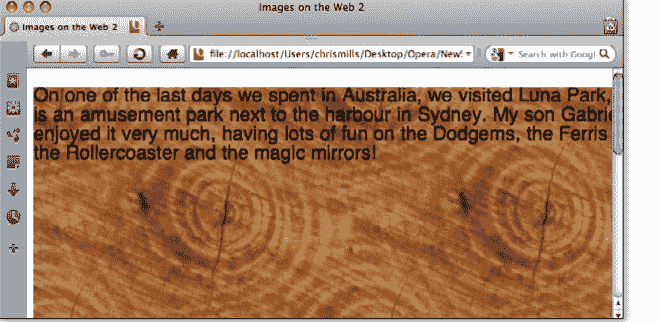 Images on the Web 2
Images on the Web 2
file://localhost/Users/chrismills/Desktop/Opera/New
Search with Googl
On one of the last days we spent in Australia, we visited Luna Park,
is an amusement park next to the harbour in Sydney. My son Gabri
enjoyed it very much, having lots of fun on the Dodgems, the Ferris
the Rollercoaster and the magic mirrors!